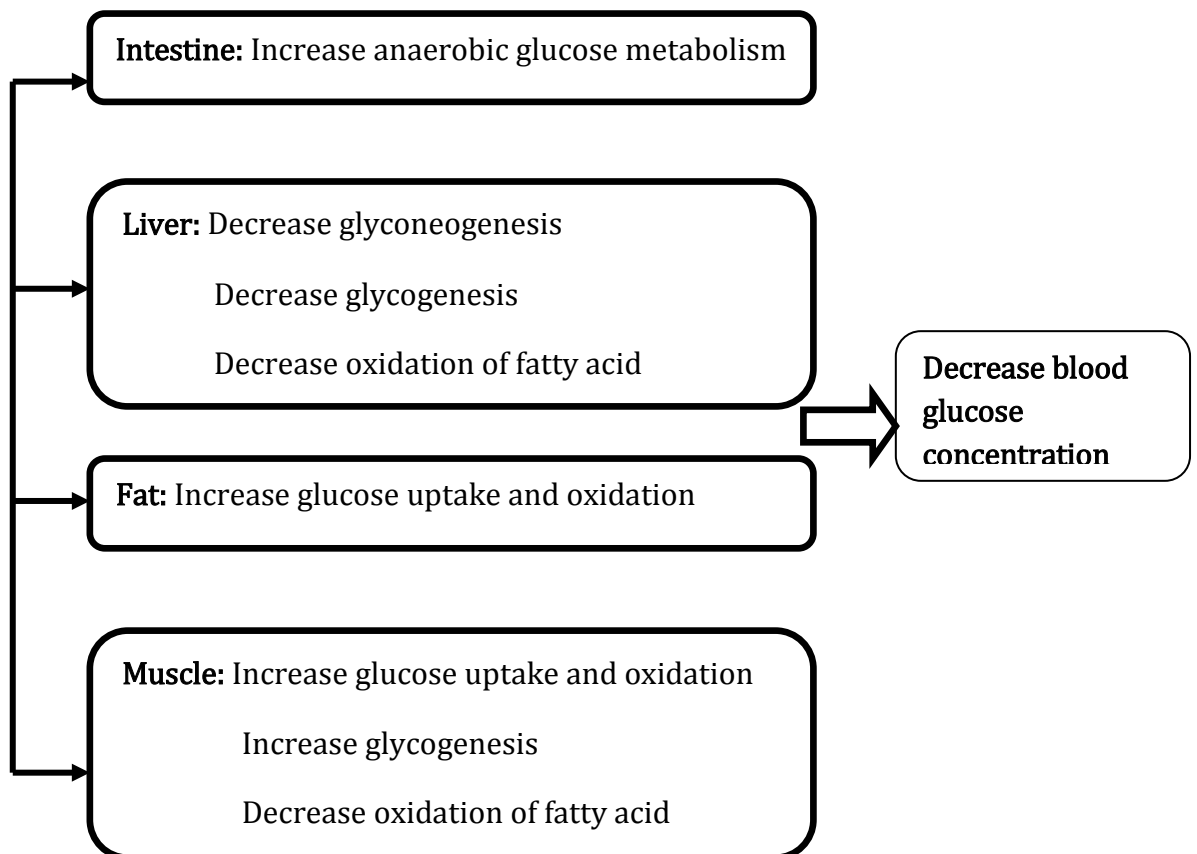 Intestine: Increase anaerobic glucose metabolism
Liver: Decrease glyconeogenesis
Decrease glycogenesis
Decrease oxidation of fatty acid
Decrease blood
glucose
concentration
Fat: Increase glucose uptake and oxidation
Muscle: Increase glucose uptake and oxidation
Increase glycogenesis
Decrease oxidation of fatty acid